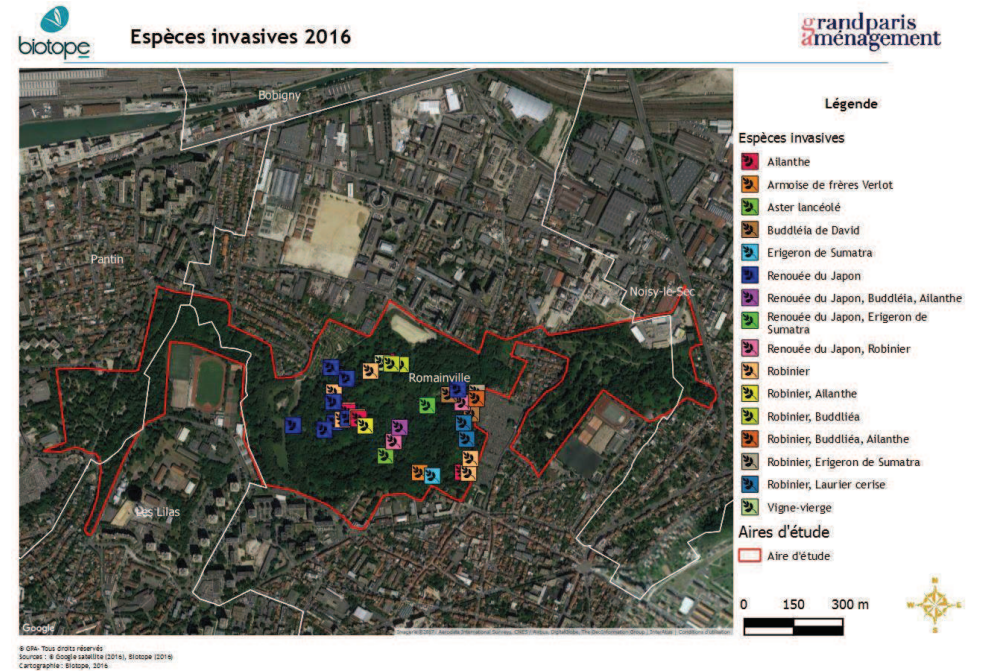 biotope
Espèces invasives 2016
grandparis
aménagement
Bobigny
Pantin
Noisy-le-Sec
Romainville
Les Lilas
Google
Légende
Espèces invasives
Ailanthe
Armoise de frères Verlot
Aster lancéolé
Buddléia de David
Erigeron de Sumatra
Renouée du Japon
Renouée du Japon, Buddléia, Ailanthe
Renouée du Japon, Erigeron de
Sumatra
Renouée du Japon, Robinier
Robinier
Robinier, Ailanthe
Robinier, Buddliéa
Robinier, Buddliéa, Ailanthe
Robinier, Erigeron de Sumatra
Robinier, Laurier cerise
Vigne-vierge
Aires d'étude
Aire d'étude
0 150 300 m
N
W E
S
© GPA- Tous droits réservés
Sources : © Google satellite (2016), Biotope (2016)
Cartographie : Biotope, 2016